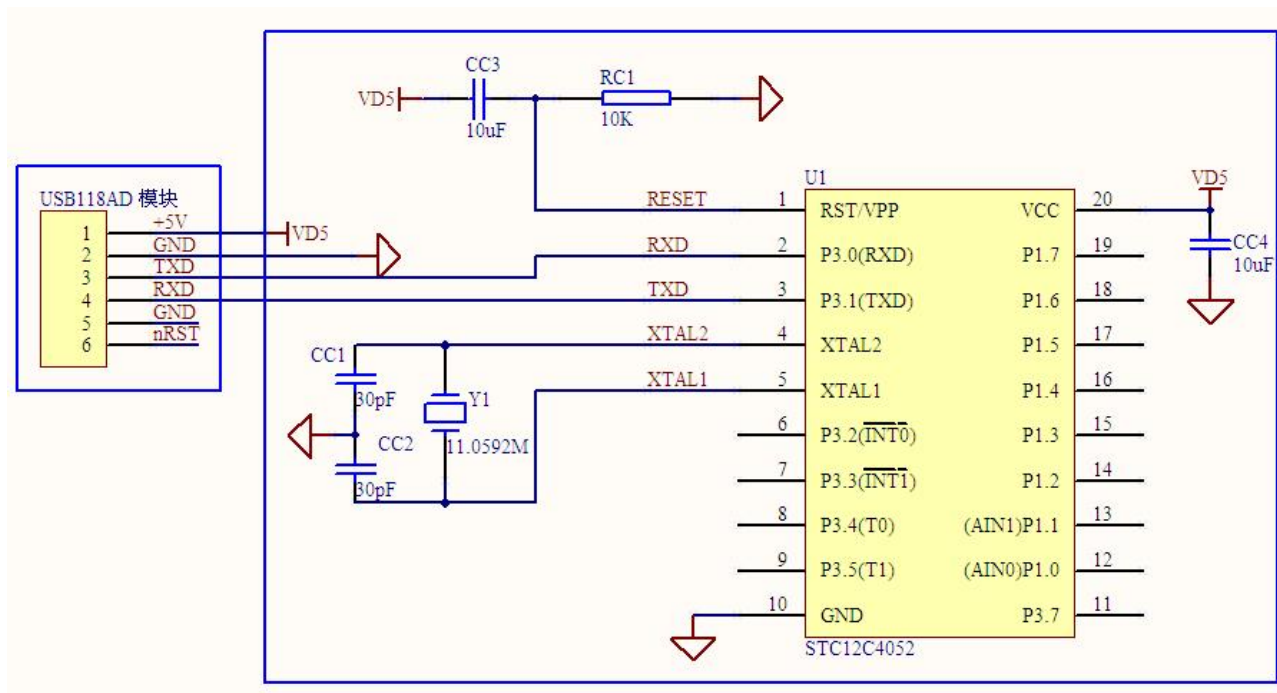 CC3
VD5
10uF
RC1
10K
USB118AD 模块
1 +5V
2 GND
3 TXD
4 RXD
5 GND
6 nRST
VD5
RESET
RXD
TXD
XTAL2
XTAL1
CC1
30pF
CC2
30pF
Y1
11.0592M
U1
1 RST/VPP VCC 20
2 P3.0(RXD) P1.7 19
3 P3.1(TXD) P1.6 18
4 XTAL2 P1.5 17
5 XTAL1 P1.4 16
6 P3.2(INT0) P1.3 15
7 P3.3(INT1) P1.2 14
8 P3.4(T0) (AIN1)P1.1 13
9 P3.5(T1) (AIN0)P1.0 12
10 GND P3.7 11
STC12C4052
VD5
CC4
10uF